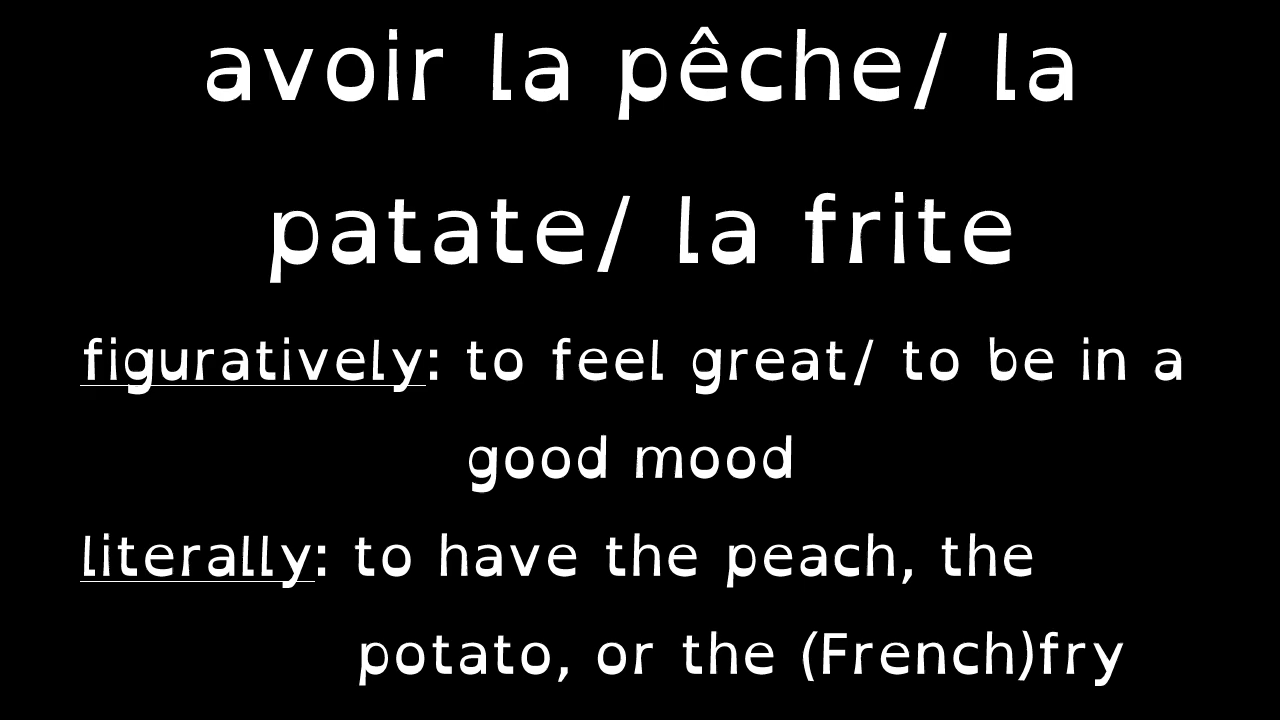 avoir la pêche/ la
patate/ la frite
figuratively: to feel great/ to be in a
good mood
literally: to have the peach, the
potato, or the (French)fry